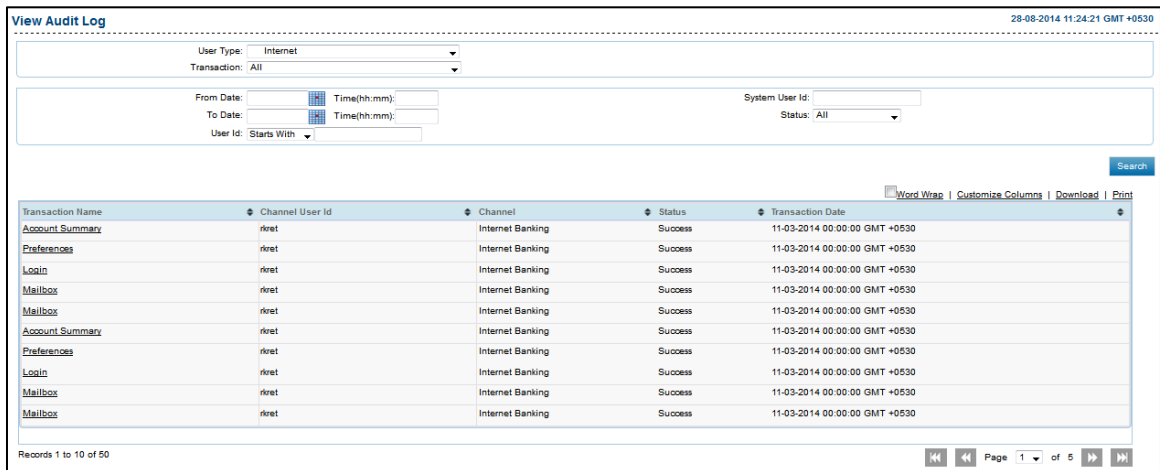 View Audit Log 28-08-2014 11:24:21 GMT +0530
User Type: Internet
Transaction: All
From Date: Time(hh:mm): System User Id:
To Date: Time(hh:mm): Status: All
User Id: Starts With
Search
Word Wrap | Customize Columns | Download | Print
Transaction Name Channel User Id Channel Status Transaction Date
Account Summary rkret Internet Banking Success 11-03-2014 00:00:00 GMT +0530
Preferences rkret Internet Banking Success 11-03-2014 00:00:00 GMT +0530
Login rkret Internet Banking Success 11-03-2014 00:00:00 GMT +0530
Mailbox rkret Internet Banking Success 11-03-2014 00:00:00 GMT +0530
Mailbox rkret Internet Banking Success 11-03-2014 00:00:00 GMT +0530
Account Summary rkret Internet Banking Success 11-03-2014 00:00:00 GMT +0530
Preferences rkret Internet Banking Success 11-03-2014 00:00:00 GMT +0530
Login rkret Internet Banking Success 11-03-2014 00:00:00 GMT +0530
Mailbox rkret Internet Banking Success 11-03-2014 00:00:00 GMT +0530
Mailbox rkret Internet Banking Success 11-03-2014 00:00:00 GMT +0530
Records 1 to 10 of 50 Page 1 of 5